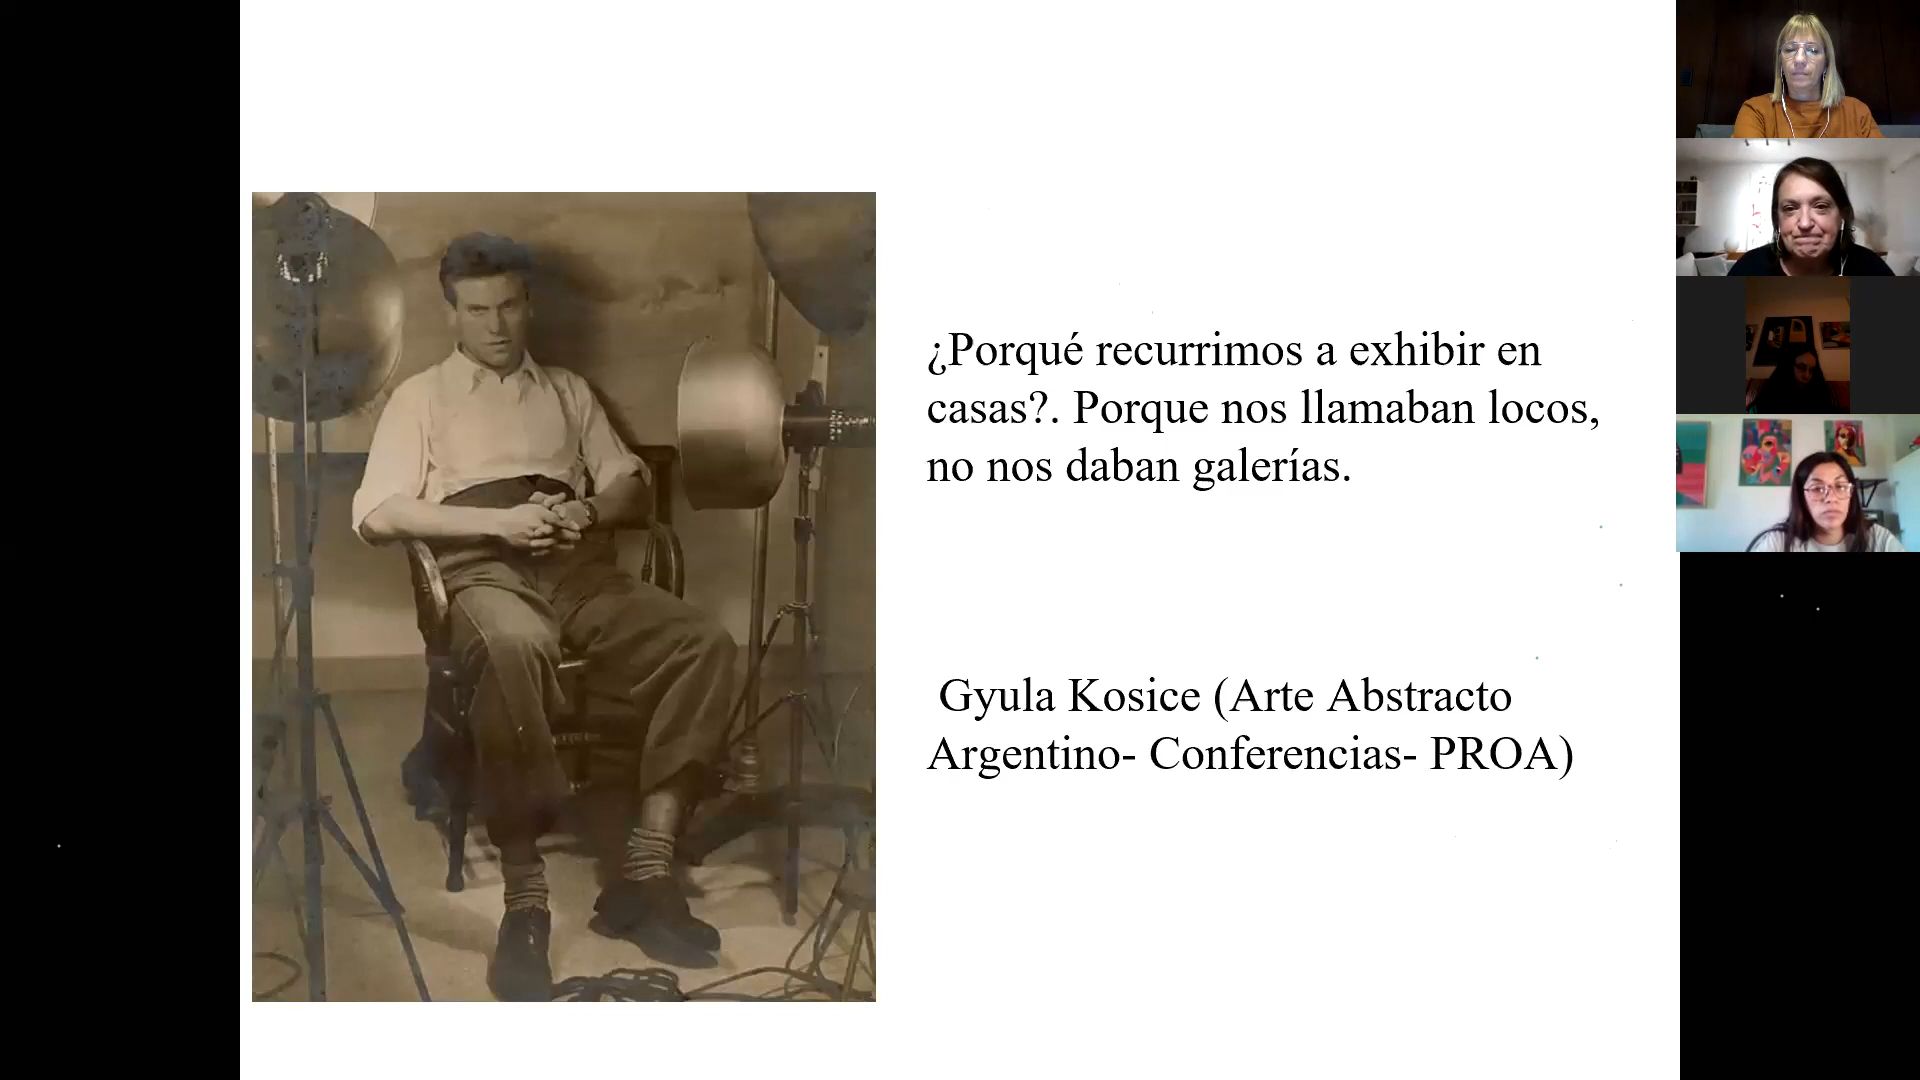 ¿Porqué recurrimos a exhibir en
casas?. Porque nos llamaban locos,
no nos daban galerías.
Gyula Kosice (Arte Abstracto
Argentino- Conferencias- PROA)